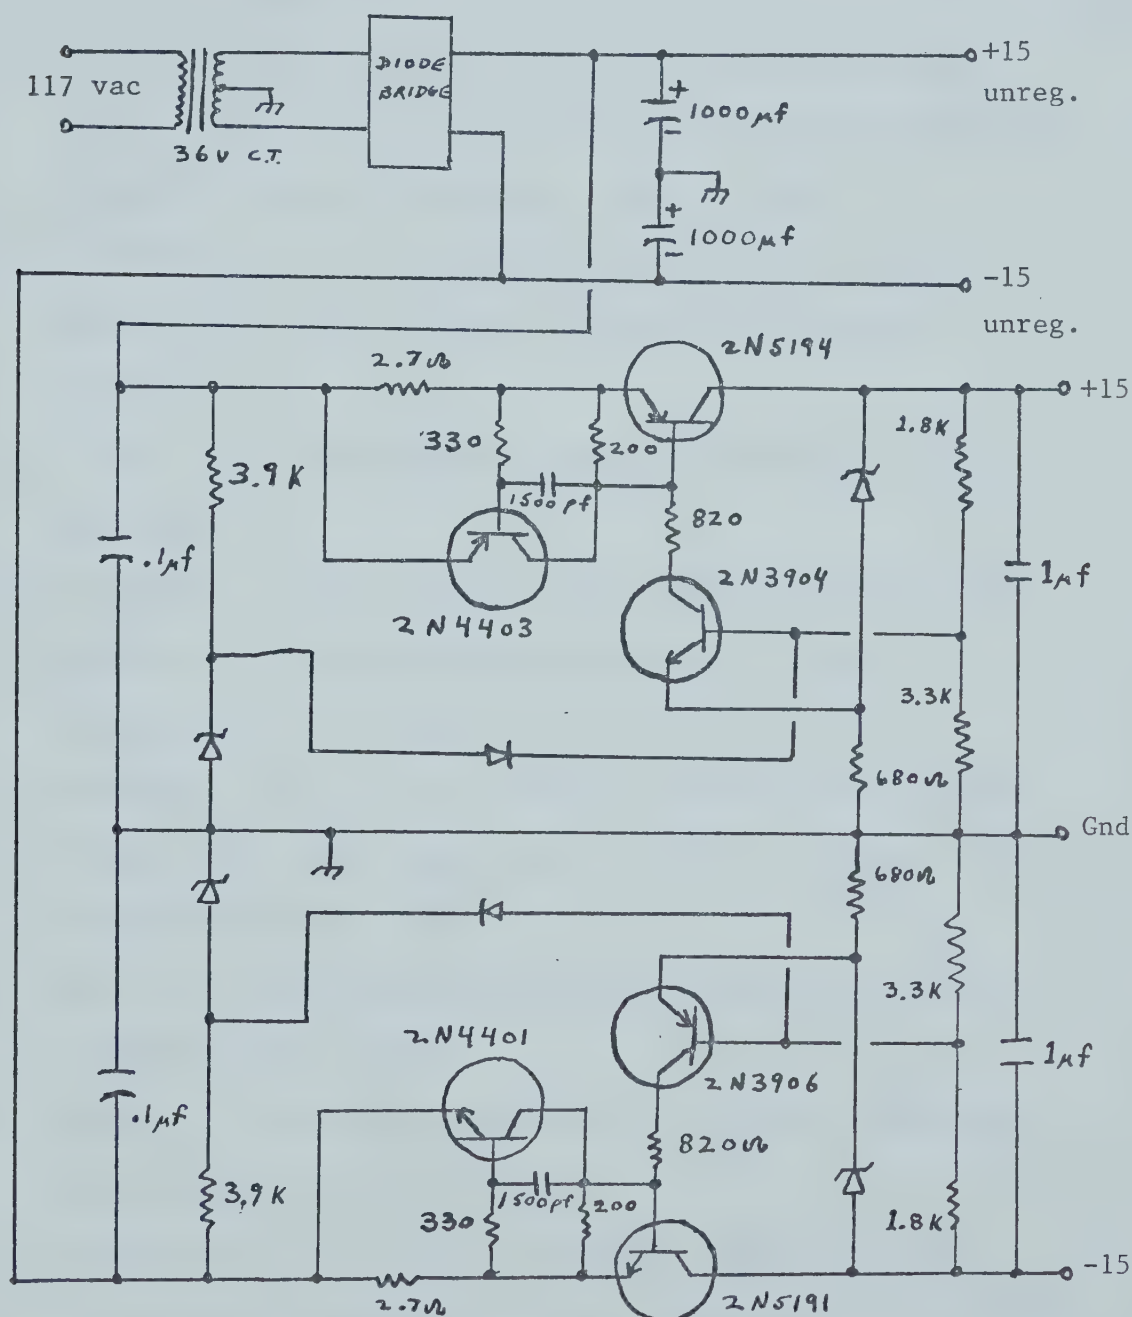 +15
unreg.
117 vac
DIODE
BRIDGE
+
1000µf
-
36V C.T.
+
1000µf
-
-15
unreg.
2N5194
2.7Ω
+15
1.8K
330
200
3.9K
1500pf
820
.1µf
2N3904
1µf
2N4403
3.3K
680Ω
Gnd
680Ω
3.3K
2N4401
1µf
2N3906
.1µf
820Ω
3.9K
1500pf
200
330
1.8K
-15
2.7Ω
2N5191